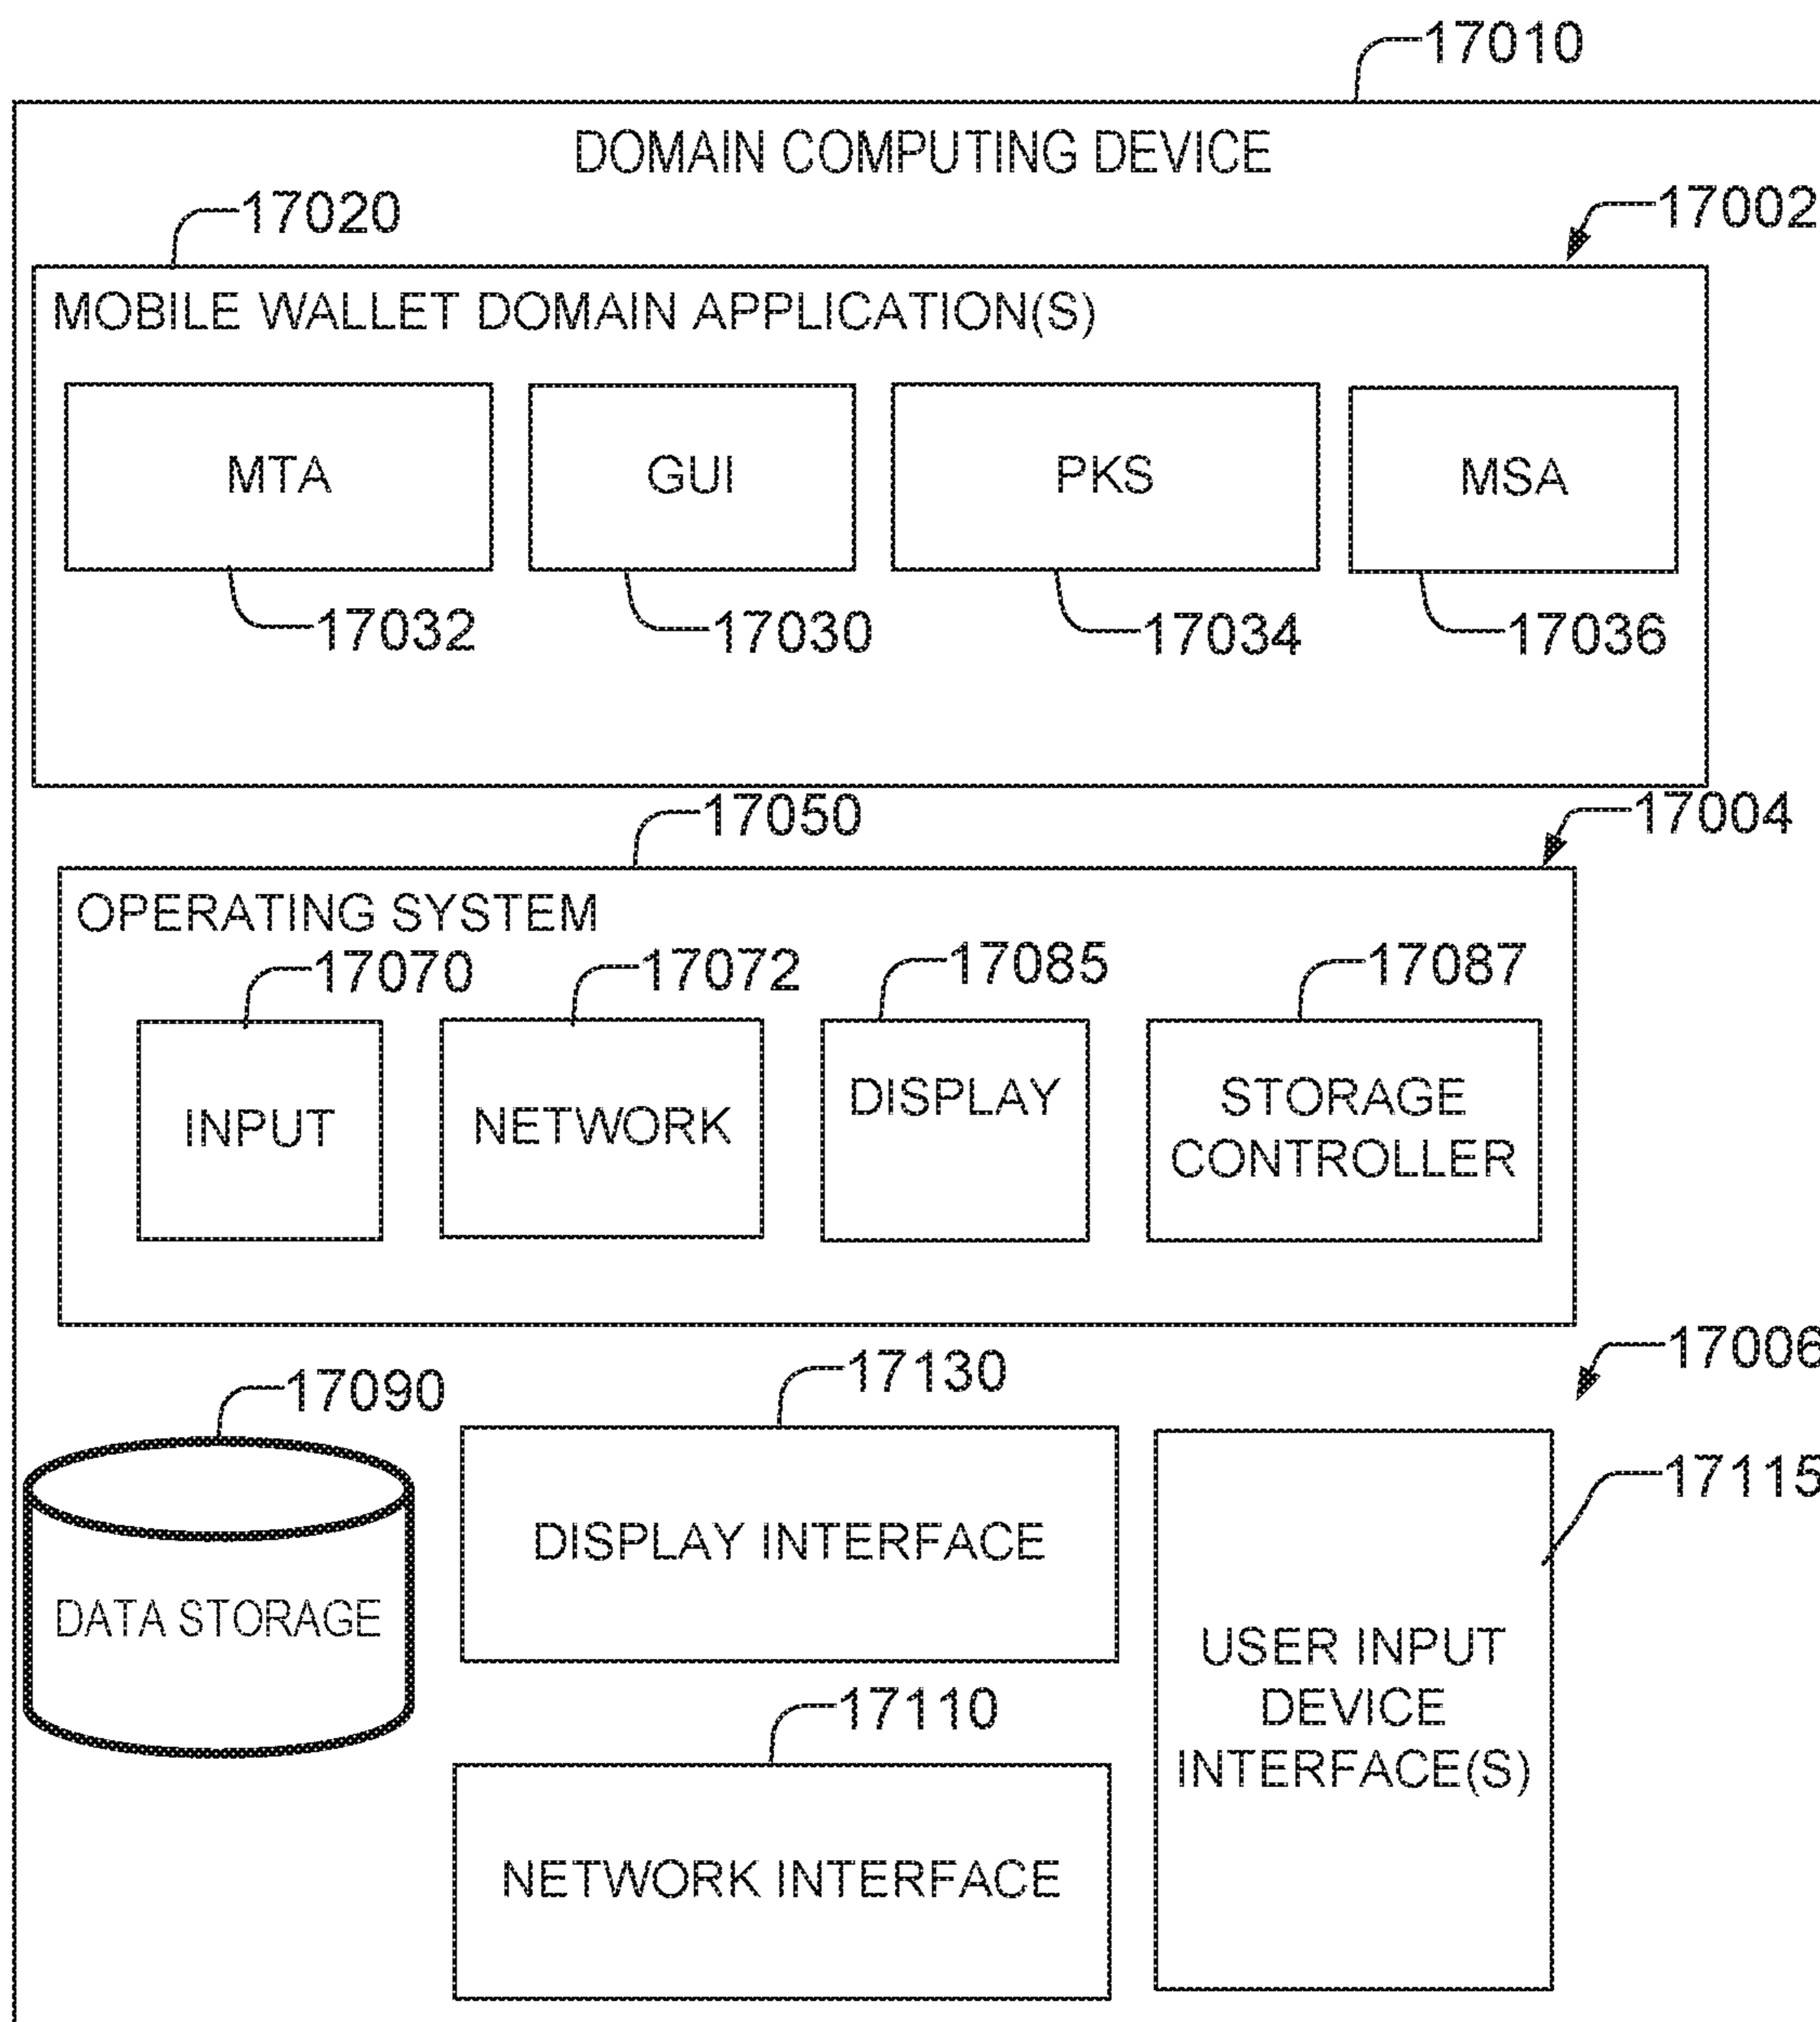 17010
DOMAIN COMPUTING DEVICE
17020
17002
MOBILE WALLET DOMAIN APPLICATION(S)
MTA
GUI
PKS
MSA
17032
17030
17034
17036
17050
17004
OPERATING SYSTEM
17070
17072
17085
17087
INPUT
NETWORK
DISPLAY
STORAGE
CONTROLLER
17006
17090
17130
17115
DATA STORAGE
DISPLAY INTERFACE
USER INPUT
DEVICE
INTERFACE(S)
17110
NETWORK INTERFACE